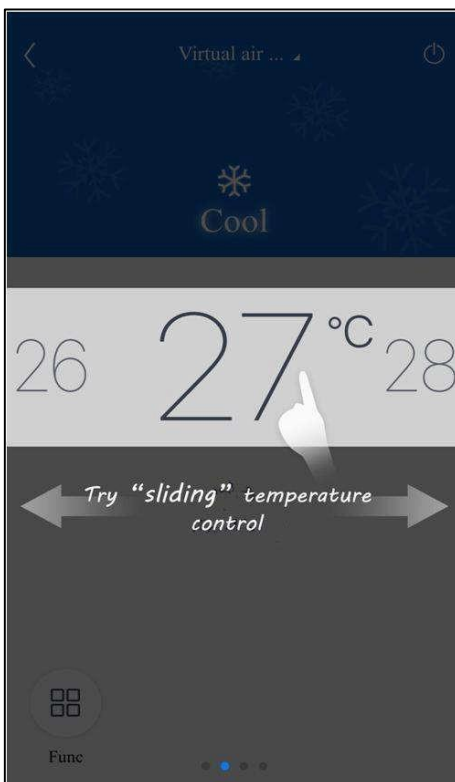 Virtual air ...
Cool
26 27 °C 28
Try “sliding” temperature
control
Func